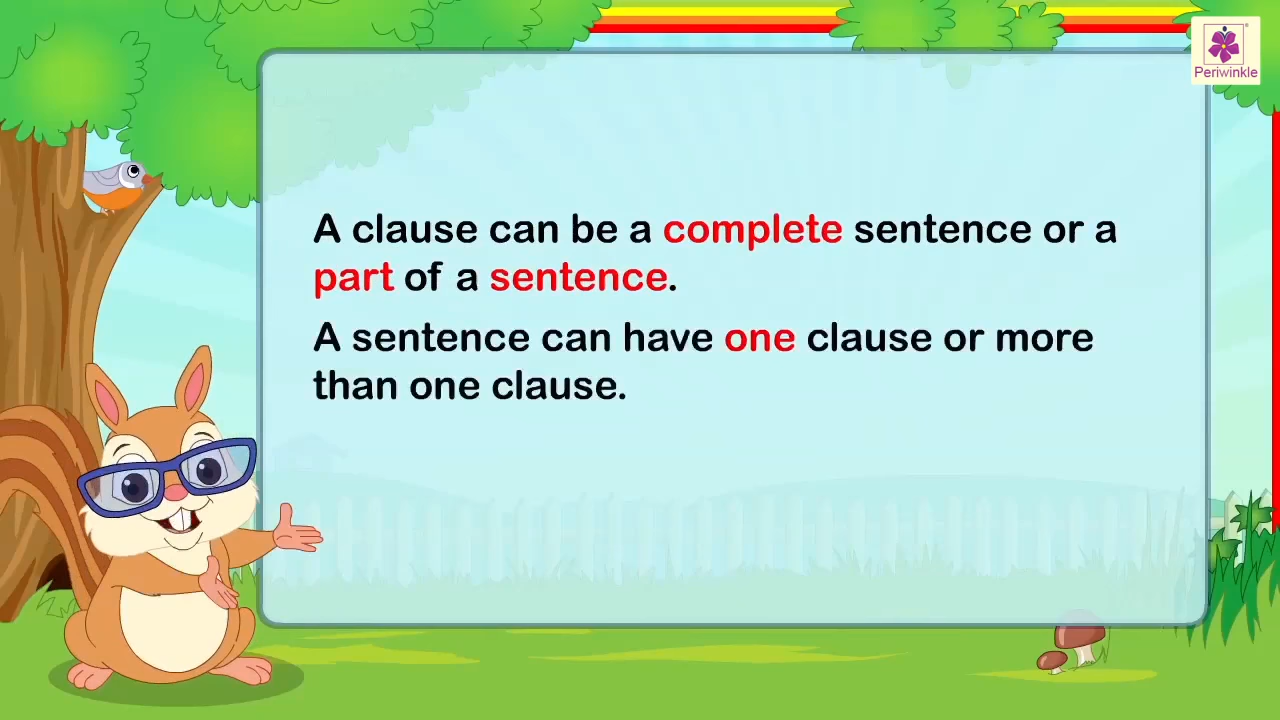 Periwinkle
A clause can be a complete sentence or a
part of a sentence.
A sentence can have one clause or more
than one clause.